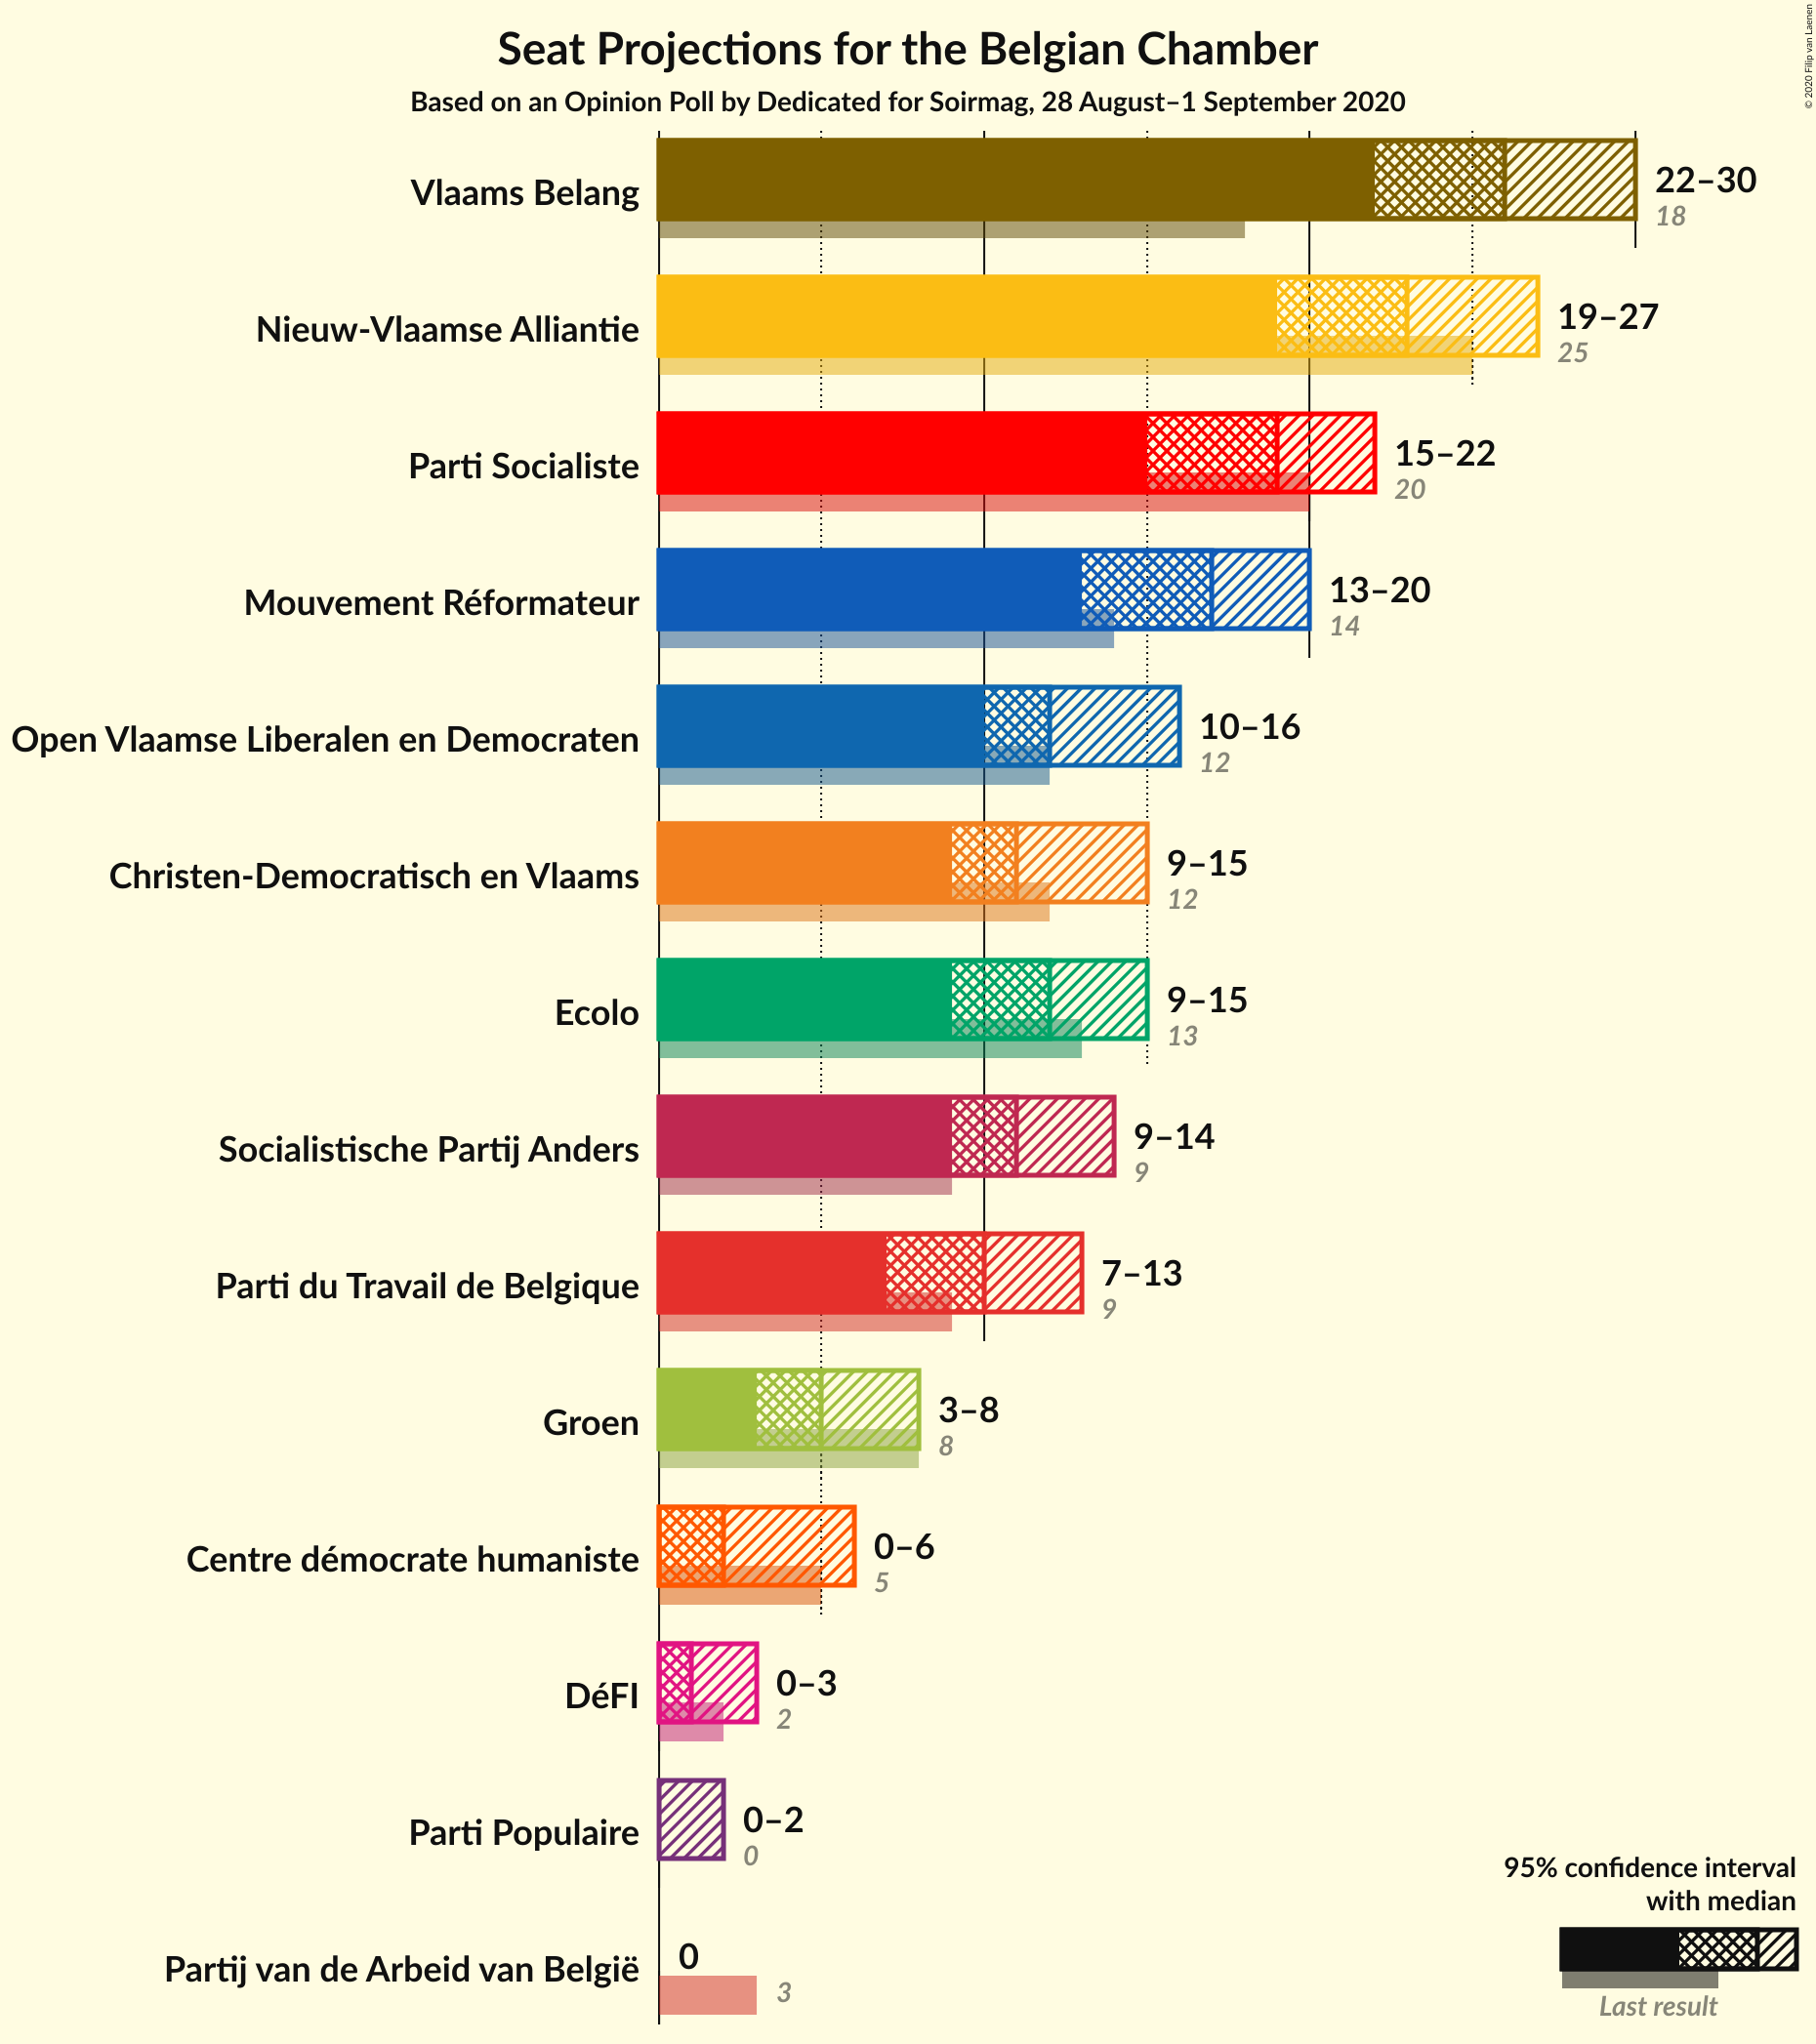 Seat Projections for the Belgian Chamber
Based on an Opinion Poll by Dedicated for Soirmag, 28 August–1 September 2020
© 2020 Filip van Laenen
Vlaams Belang
22–30
18
Nieuw-Vlaamse Alliantie
19–27
25
Parti Socialiste
15–22
20
Mouvement Réformateur
13–20
14
Open Vlaamse Liberalen en Democraten
10–16
12
Christen-Democratisch en Vlaams
9–15
12
Ecolo
9–15
13
Socialistische Partij Anders
9–14
9
Parti du Travail de Belgique
7–13
9
Groen
3–8
8
Centre démocrate humaniste
0–6
5
DéFI
0–3
2
Parti Populaire
0–2
0
Partij van de Arbeid van België
0
3
95% confidence interval
with median
Last result